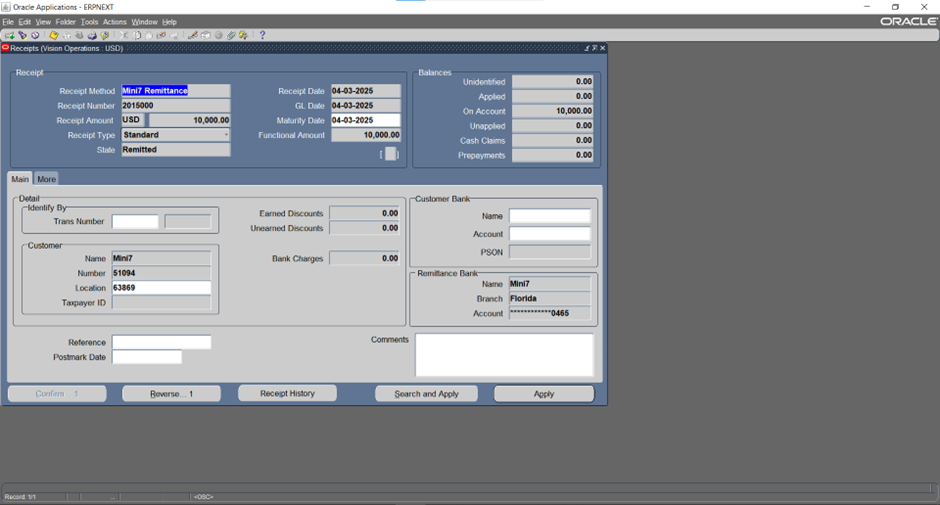 Oracle Applications - ERPNEXT
File Edit View Folder Tools Actions Window Help
ORACLE
Receipts (Vision Operations : USD)
Receipt
Receipt Method Mini7 Remittance
Receipt Number 2015000
Receipt Amount USD 10,000.00
Receipt Type Standard
State Remitted
Receipt Date 04-03-2025
GL Date 04-03-2025
Maturity Date 04-03-2025
Functional Amount 10,000.00
[ ]
Balances
Unidentified 0.00
Applied 0.00
On Account 10,000.00
Unapplied 0.00
Cash Claims 0.00
Prepayments 0.00
Main More
Detail
Identify By
Trans Number
Customer
Name Mini7
Number 51094
Location 63869
Taxpayer ID
Earned Discounts 0.00
Unearned Discounts 0.00
Bank Charges 0.00
Customer Bank
Name
Account
PSON
Remittance Bank
Name Mini7
Branch Florida
Account ************0465
Reference
Postmark Date
Comments
Confirm... 1 Reverse... 1 Receipt History Search and Apply Apply
Record: 1/1 ... <OSC>